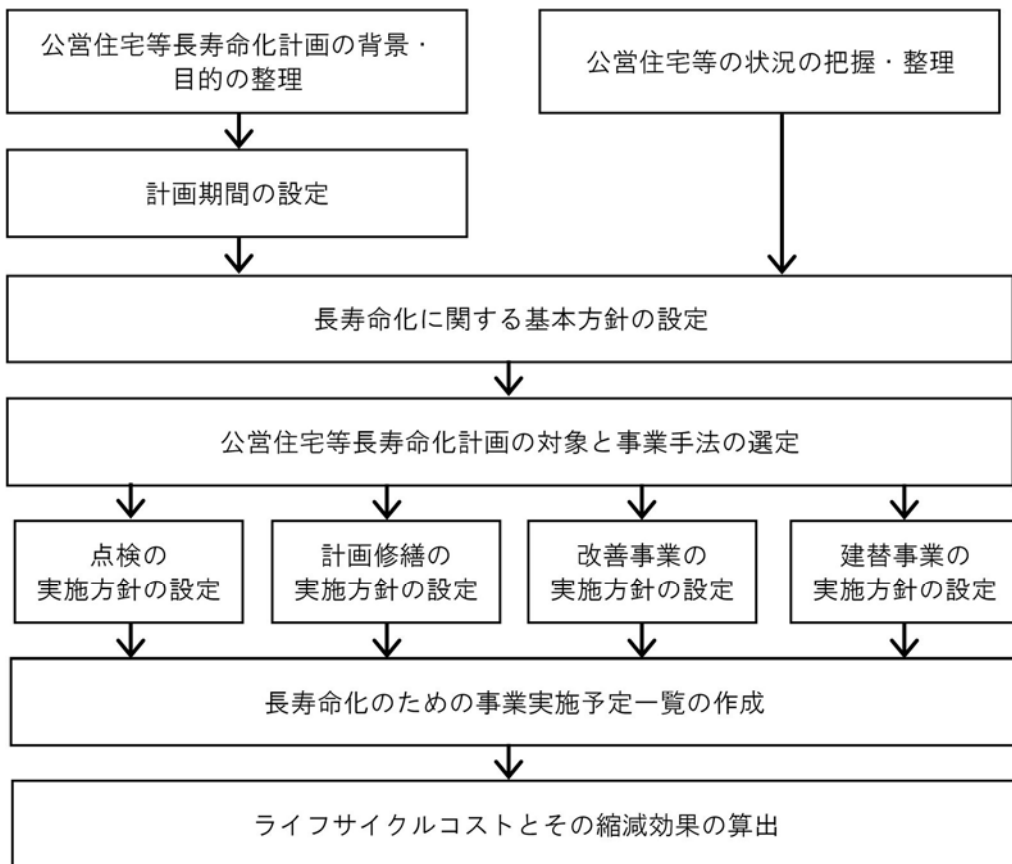 公営住宅等長寿命化計画の背景・
目的の整理
公営住宅等の状況の把握・整理
計画期間の設定
長寿命化に関する基本方針の設定
公営住宅等長寿命化計画の対象と事業手法の選定
点検の
実施方針の設定
計画修繕の
実施方針の設定
改善事業の
実施方針の設定
建替事業の
実施方針の設定
長寿命化のための事業実施予定一覧の作成
ライフサイクルコストとその縮減効果の算出